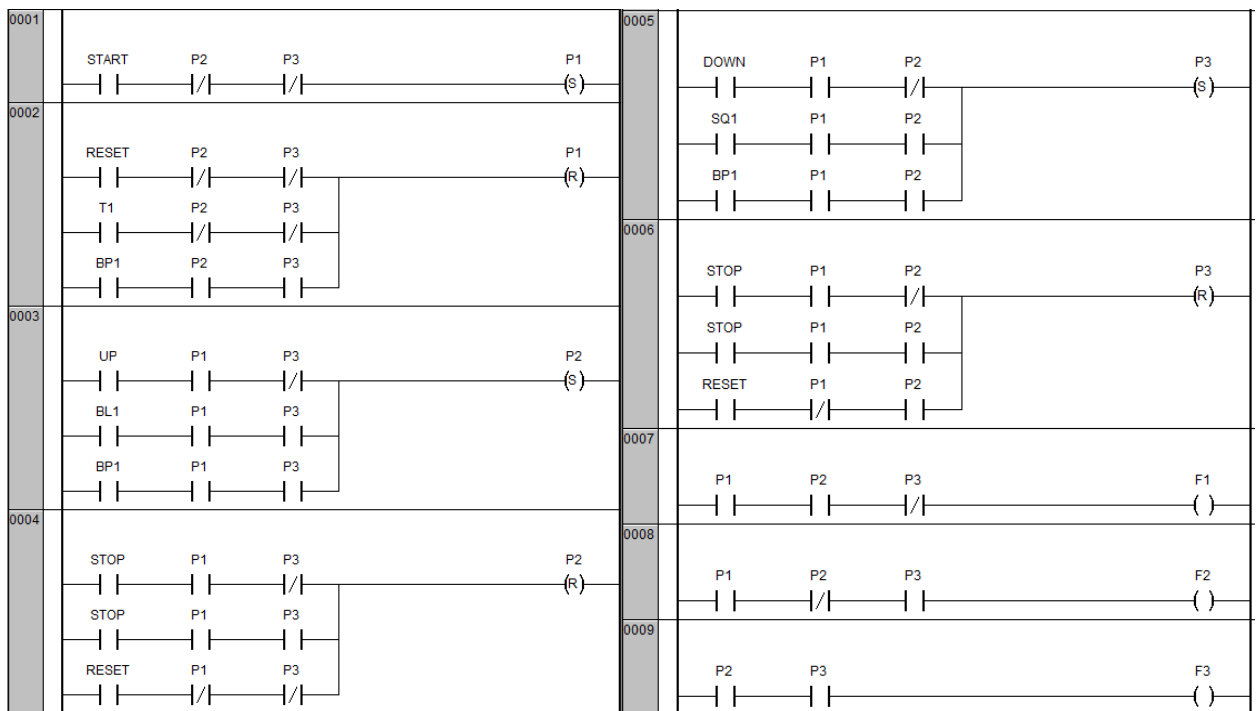 0001
START P2 P3 P1
S
0002
RESET P2 P3 P1
R
T1 P2 P3
BP1 P2 P3
0003
UP P1 P3 P2
S
BL1 P1 P3
BP1 P1 P3
0004
STOP P1 P3 P2
R
STOP P1 P3
RESET P1 P3
0005
DOWN P1 P2 P3
S
SQ1 P1 P2
BP1 P1 P2
0006
STOP P1 P2 P3
R
STOP P1 P2
RESET P1 P2
0007
P1 P2 P3 F1
0008
P1 P2 P3 F2
0009
P2 P3 F3